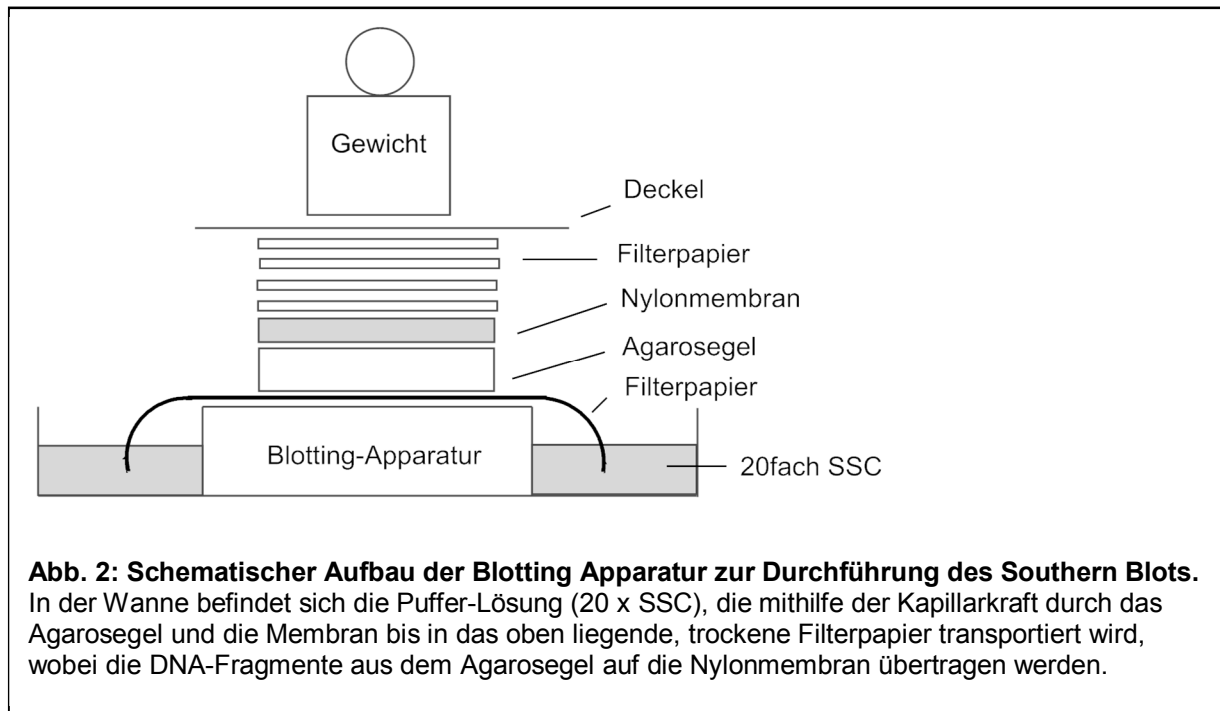 Gewicht
Deckel
Filterpapier
Nylonmembran
Agarosegel
Filterpapier
Blotting-Apparatur
20fach SSC
Abb. 2: Schematischer Aufbau der Blotting Apparatur zur Durchführung des Southern Blots.
In der Wanne befindet sich die Puffer-Lösung (20 x SSC), die mithilfe der Kapillarkraft durch das
Agarosegel und die Membran bis in das oben liegende, trockene Filterpapier transportiert wird,
wobei die DNA-Fragmente aus dem Agarosegel auf die Nylonmembran übertragen werden.